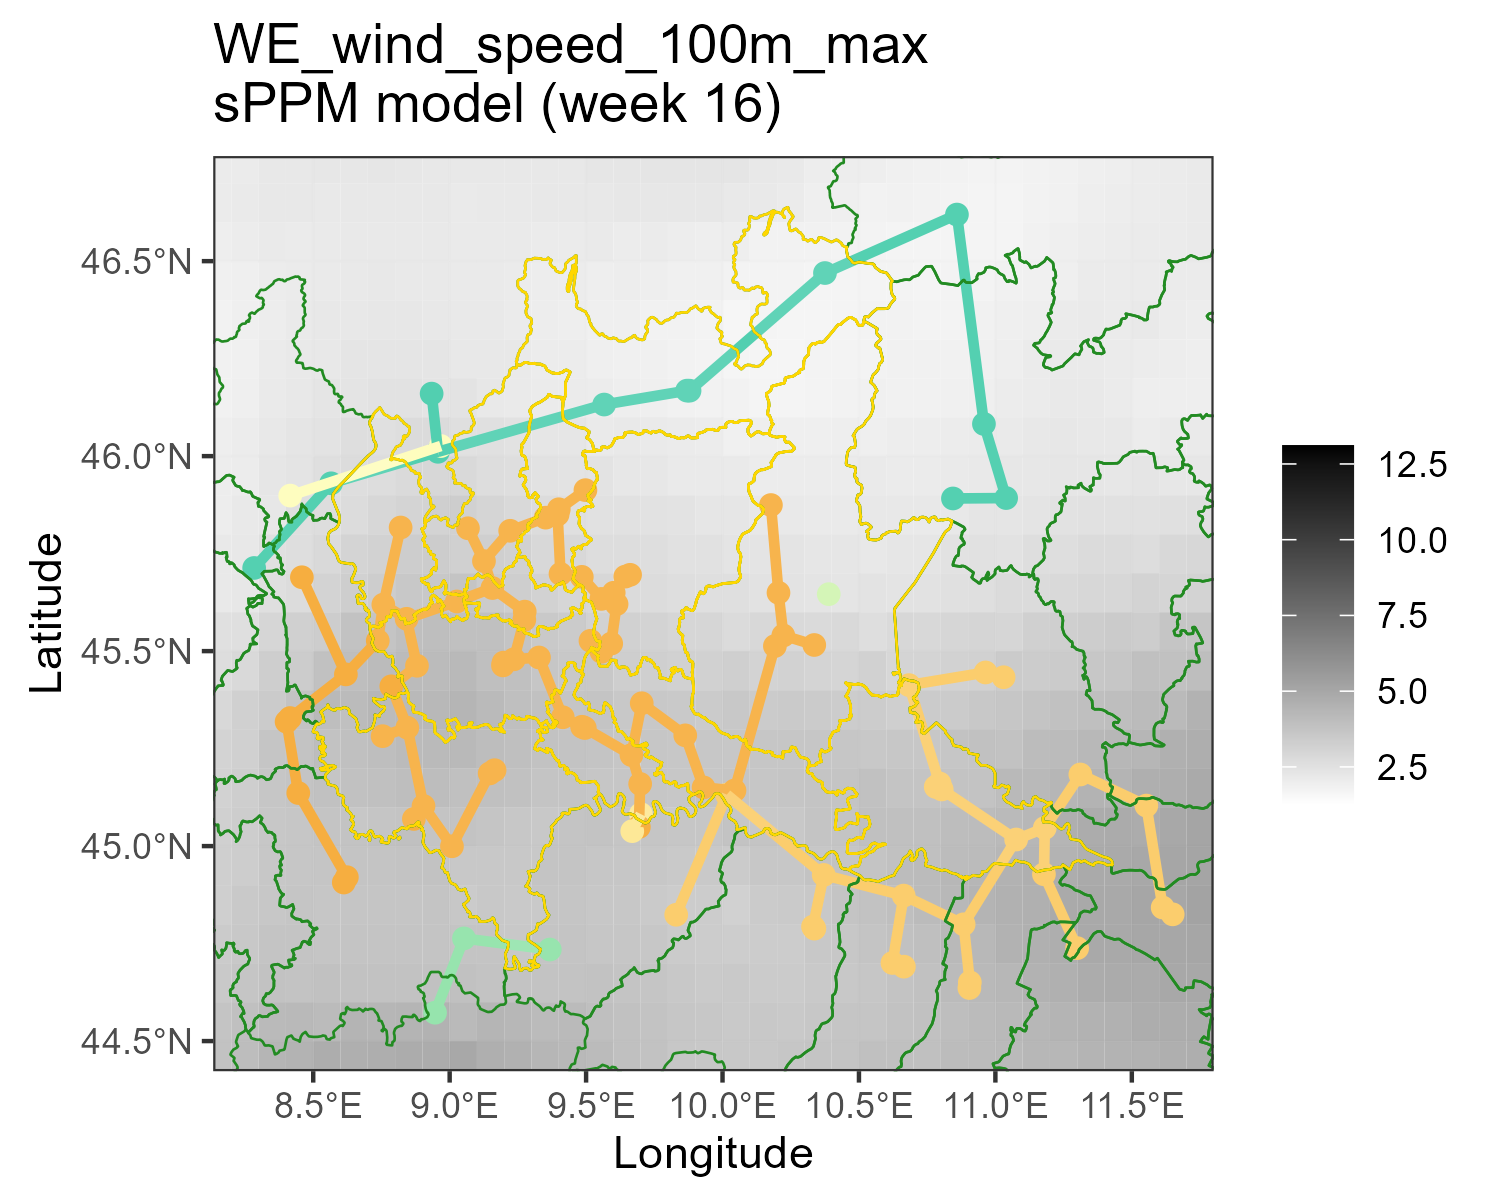 WE_wind_speed_100m_max
sPPM model (week 16)
46.5°N
46.0°N
45.5°N
45.0°N
44.5°N
Latitude
8.5°E 9.0°E 9.5°E 10.0°E 10.5°E 11.0°E 11.5°E
Longitude
12.5
10.0
7.5
5.0
2.5